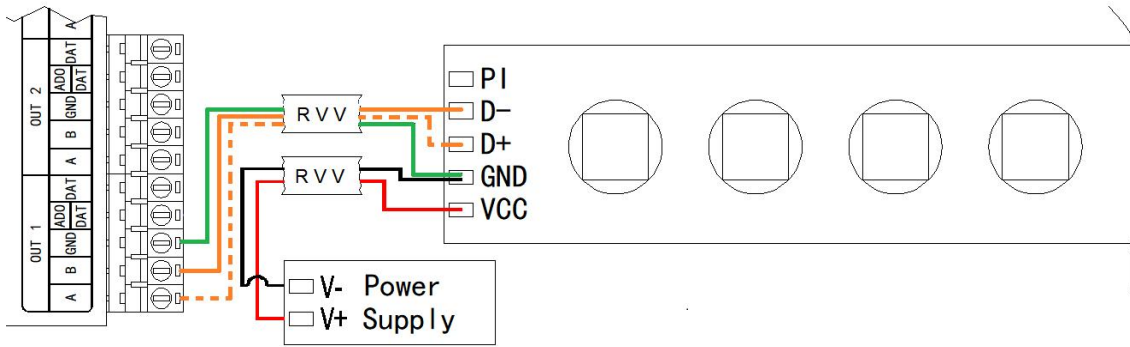 A
DAT
ADO
DAT
GND
B
A
OUT 2
DAT
ADO
DAT
GND
B
A
OUT 1
RVV
RVV
PI
D-
D+
GND
VCC
V- Power
V+ Supply